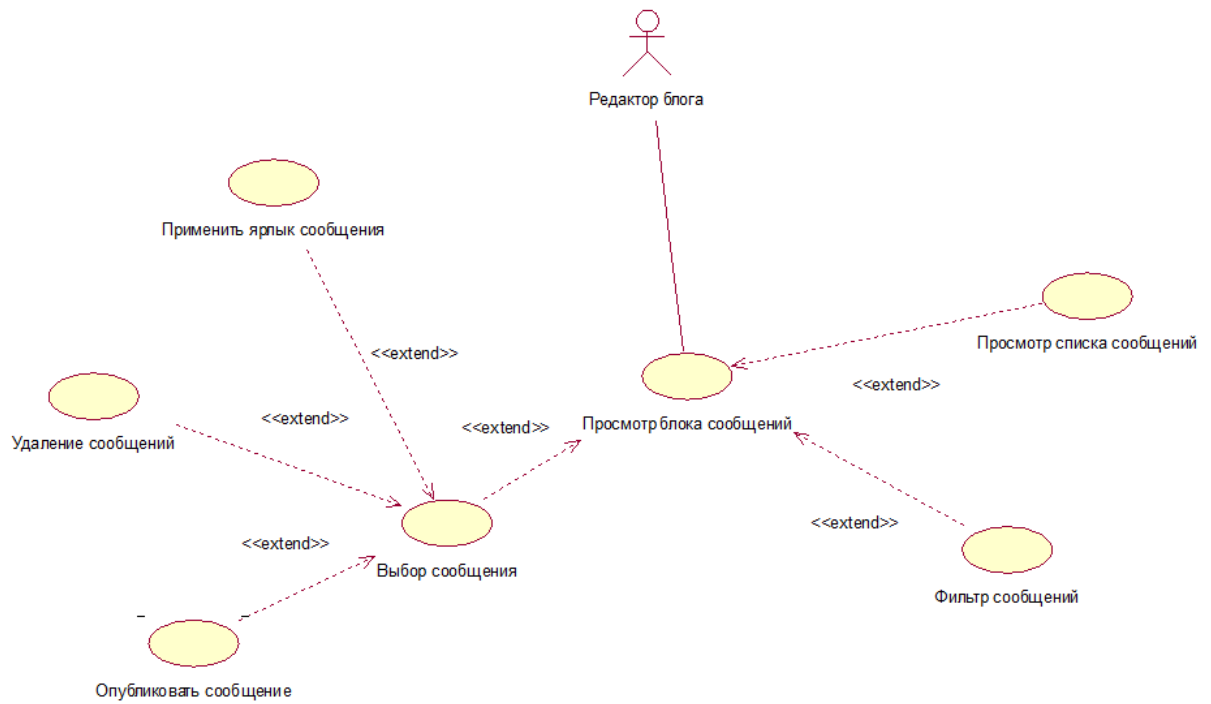 Редактор блога
Применить ярлык сообщения
<<extend>>
Просмотр списка сообщений
<<extend>>
<<extend>>
Удаление сообщений
<<extend>>
Просмотр блока сообщений
<<extend>>
<<extend>>
Выбор сообщения
Фильтр сообщений
Опубликовать сообщение